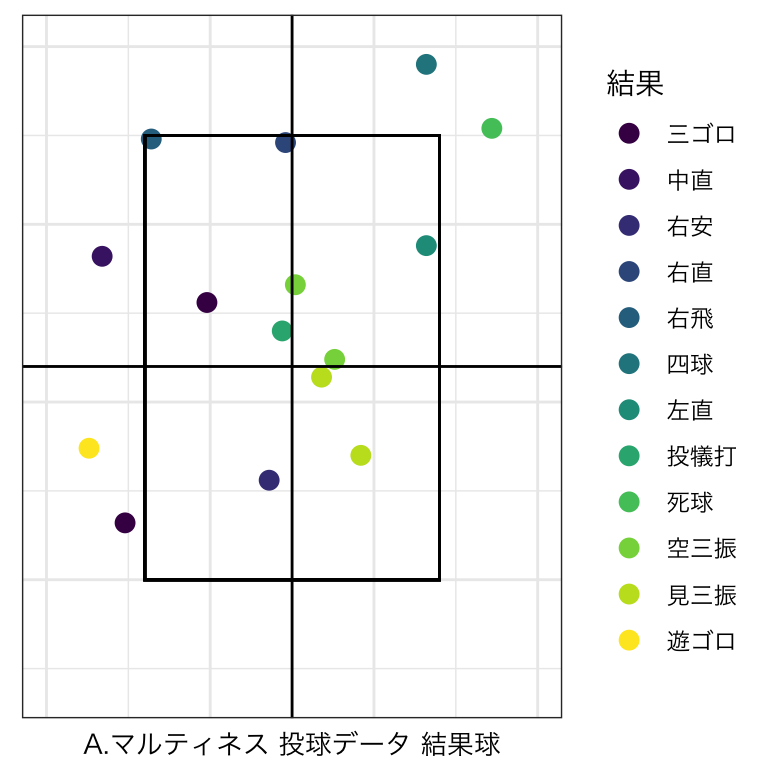 結果
三ゴロ
中直
右安
右直
右飛
四球
左直
投犠打
死球
空三振
見三振
遊ゴロ
A.マルティネス 投球データ 結果球